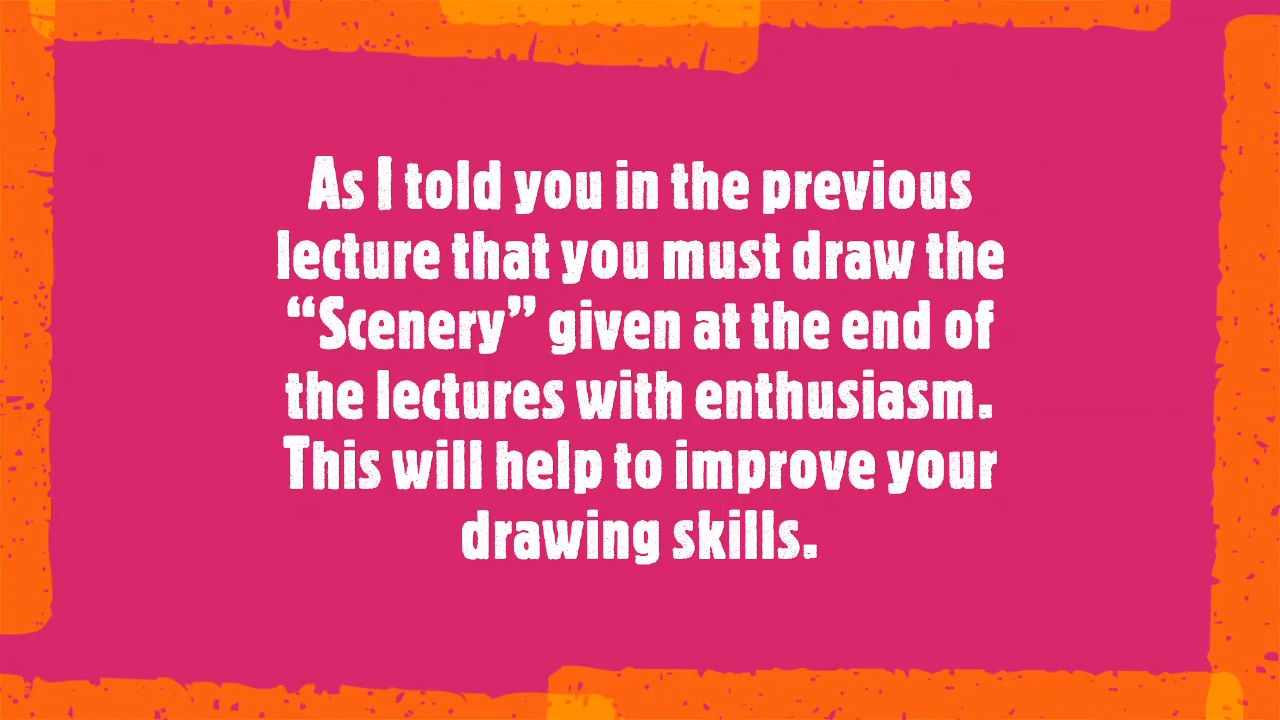 As I told you in the previous
lecture that you must draw the
“Scenery” given at the end of
the lectures with enthusiasm.
This will help to improve your
drawing skills.